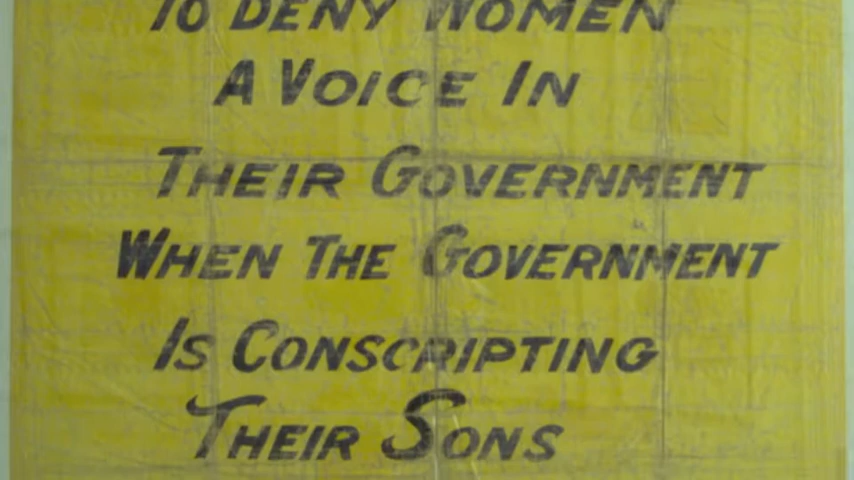 TO DENY WOMEN
A VOICE IN
THEIR GOVERNMENT
WHEN THE GOVERNMENT
IS CONSCRIPTING
THEIR SONS